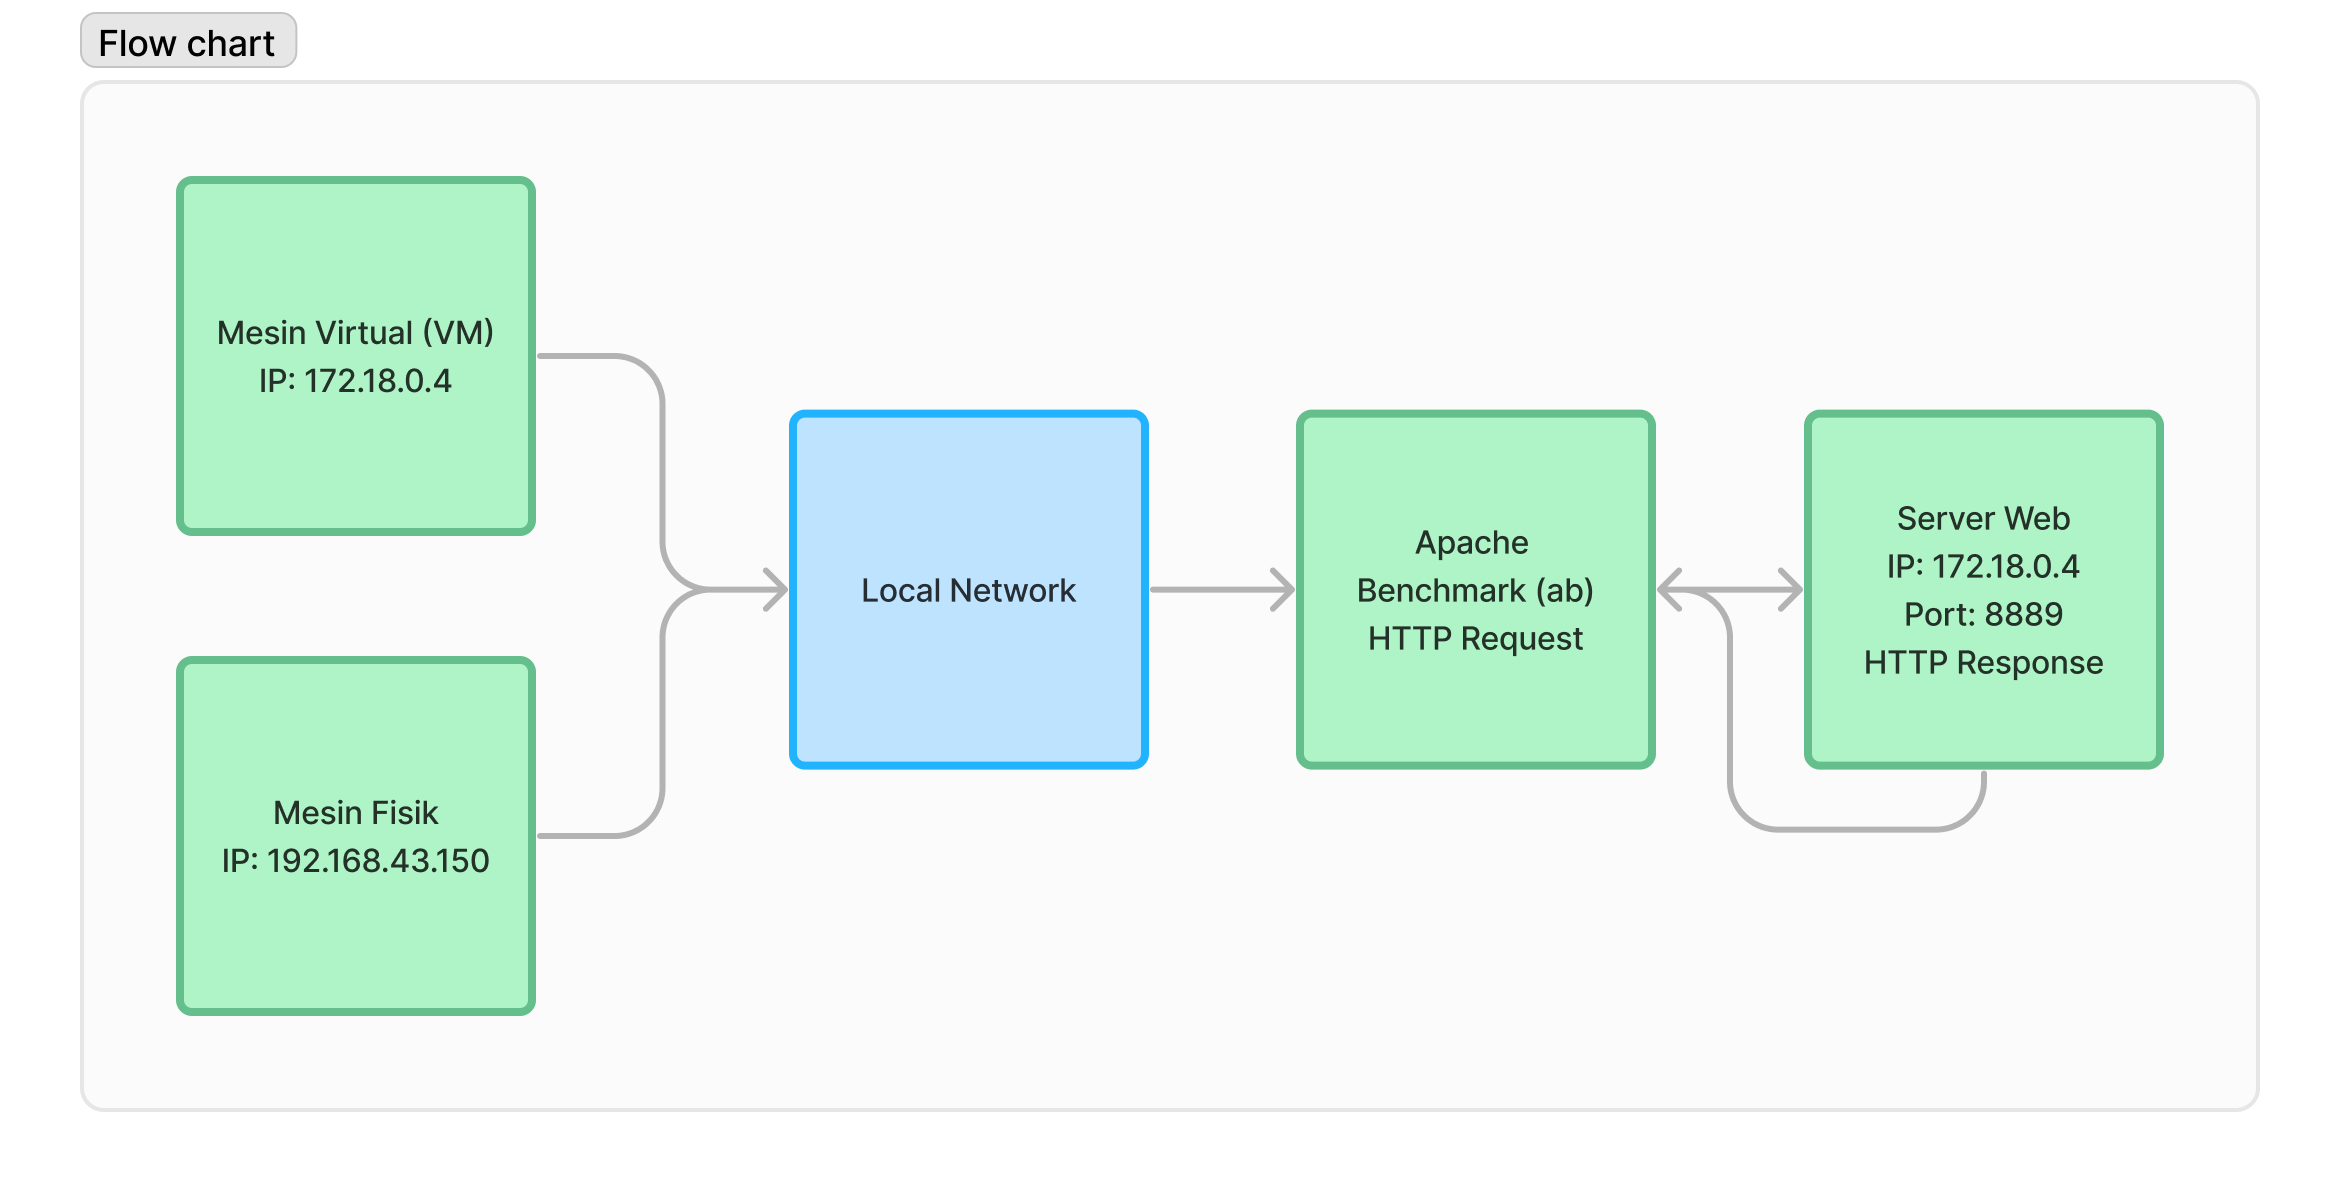 Flow chart
Mesin Virtual (VM)
IP: 172.18.0.4
Mesin Fisik
IP: 192.168.43.150
Local Network
Apache
Benchmark (ab)
HTTP Request
Server Web
IP: 172.18.0.4
Port: 8889
HTTP Response